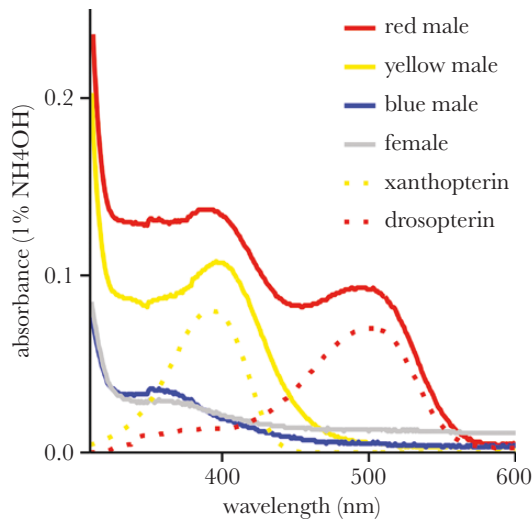 red male
yellow male
blue male
female
xanthopterin
drosopterin
absorbance (1% NH4OH)
0.2
0.1
0.0
400
500
600
wavelength (nm)